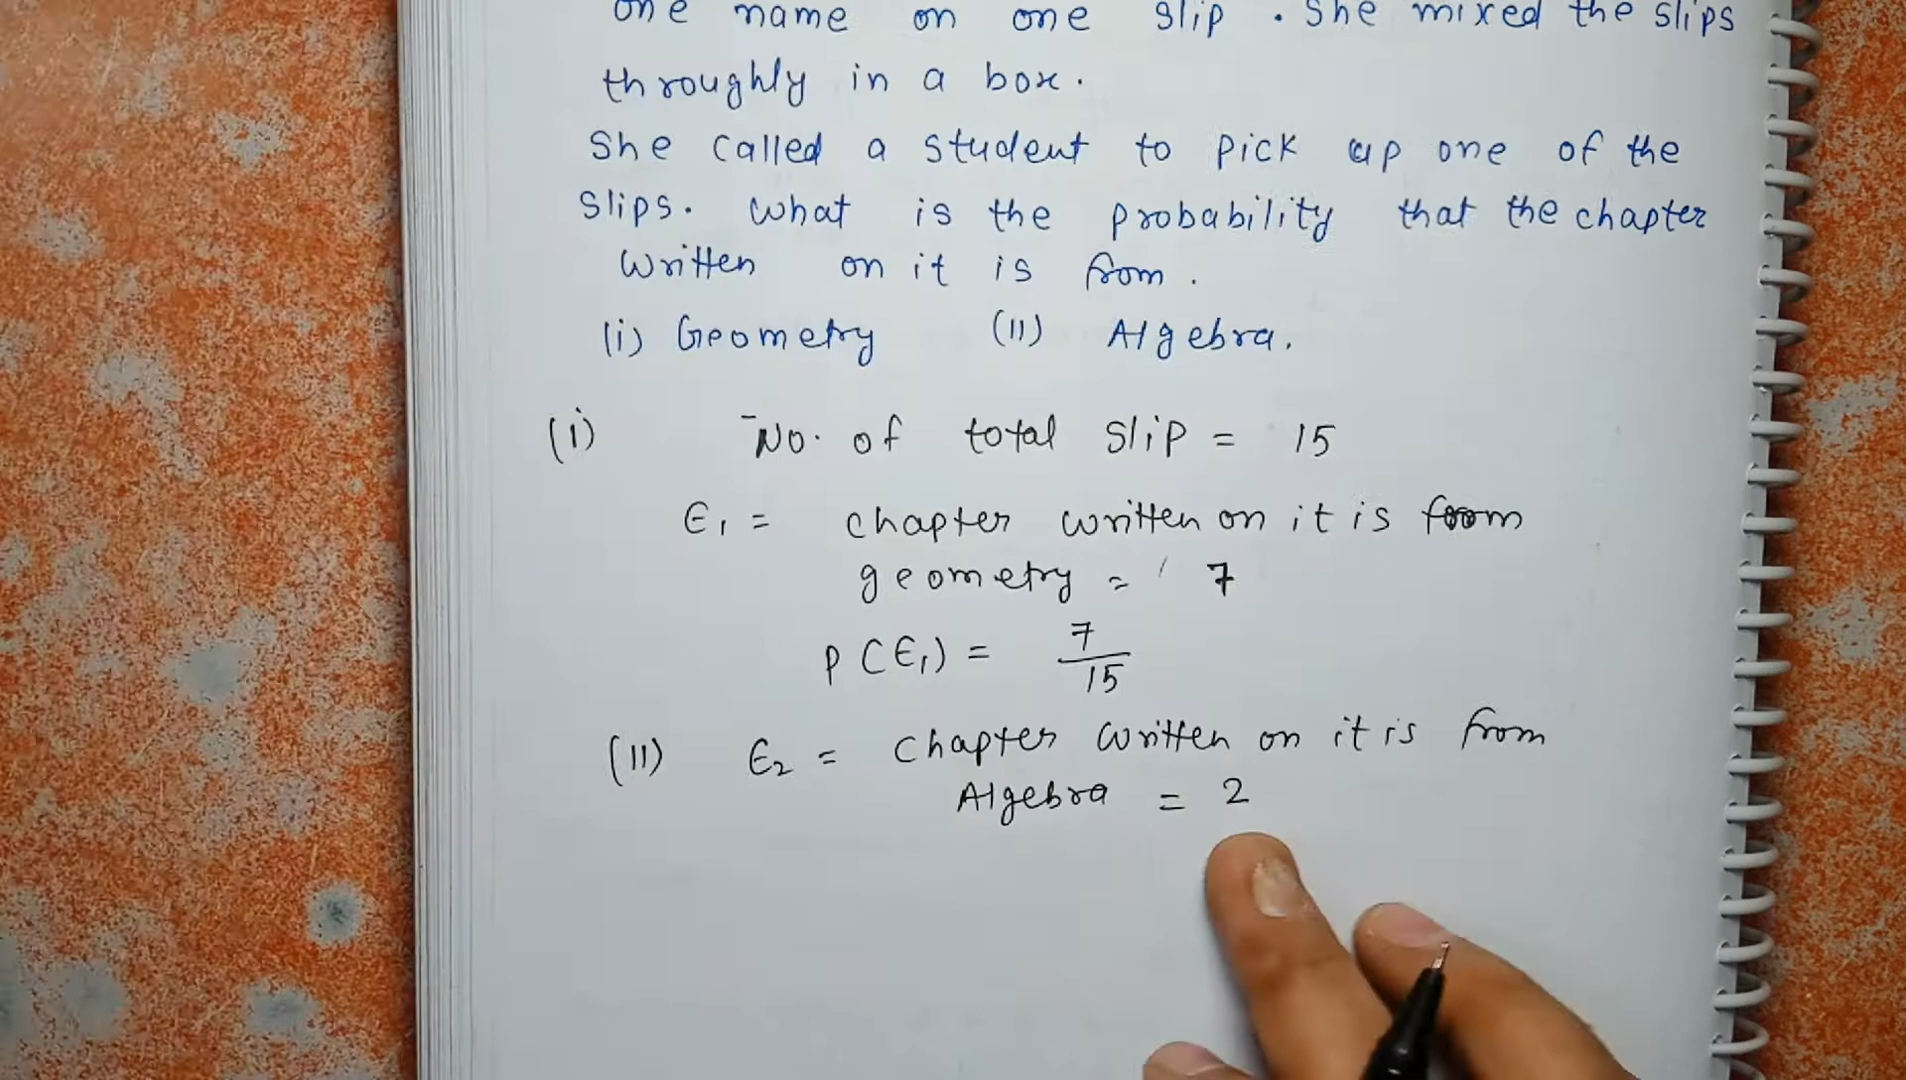 one name on one slip. She mixed the slips
throughly in a box.
She called a student to pick up one of the
slips. what is the probability that the chapter
written on it is from.
(i) Geometry (11) Algebra.
(i) No. of total slip = 15
E1 = chapter written on it is from
geometry = 7
P(E1) = 7/15
(11) E2 = chapter written on it is from
Algebra = 2